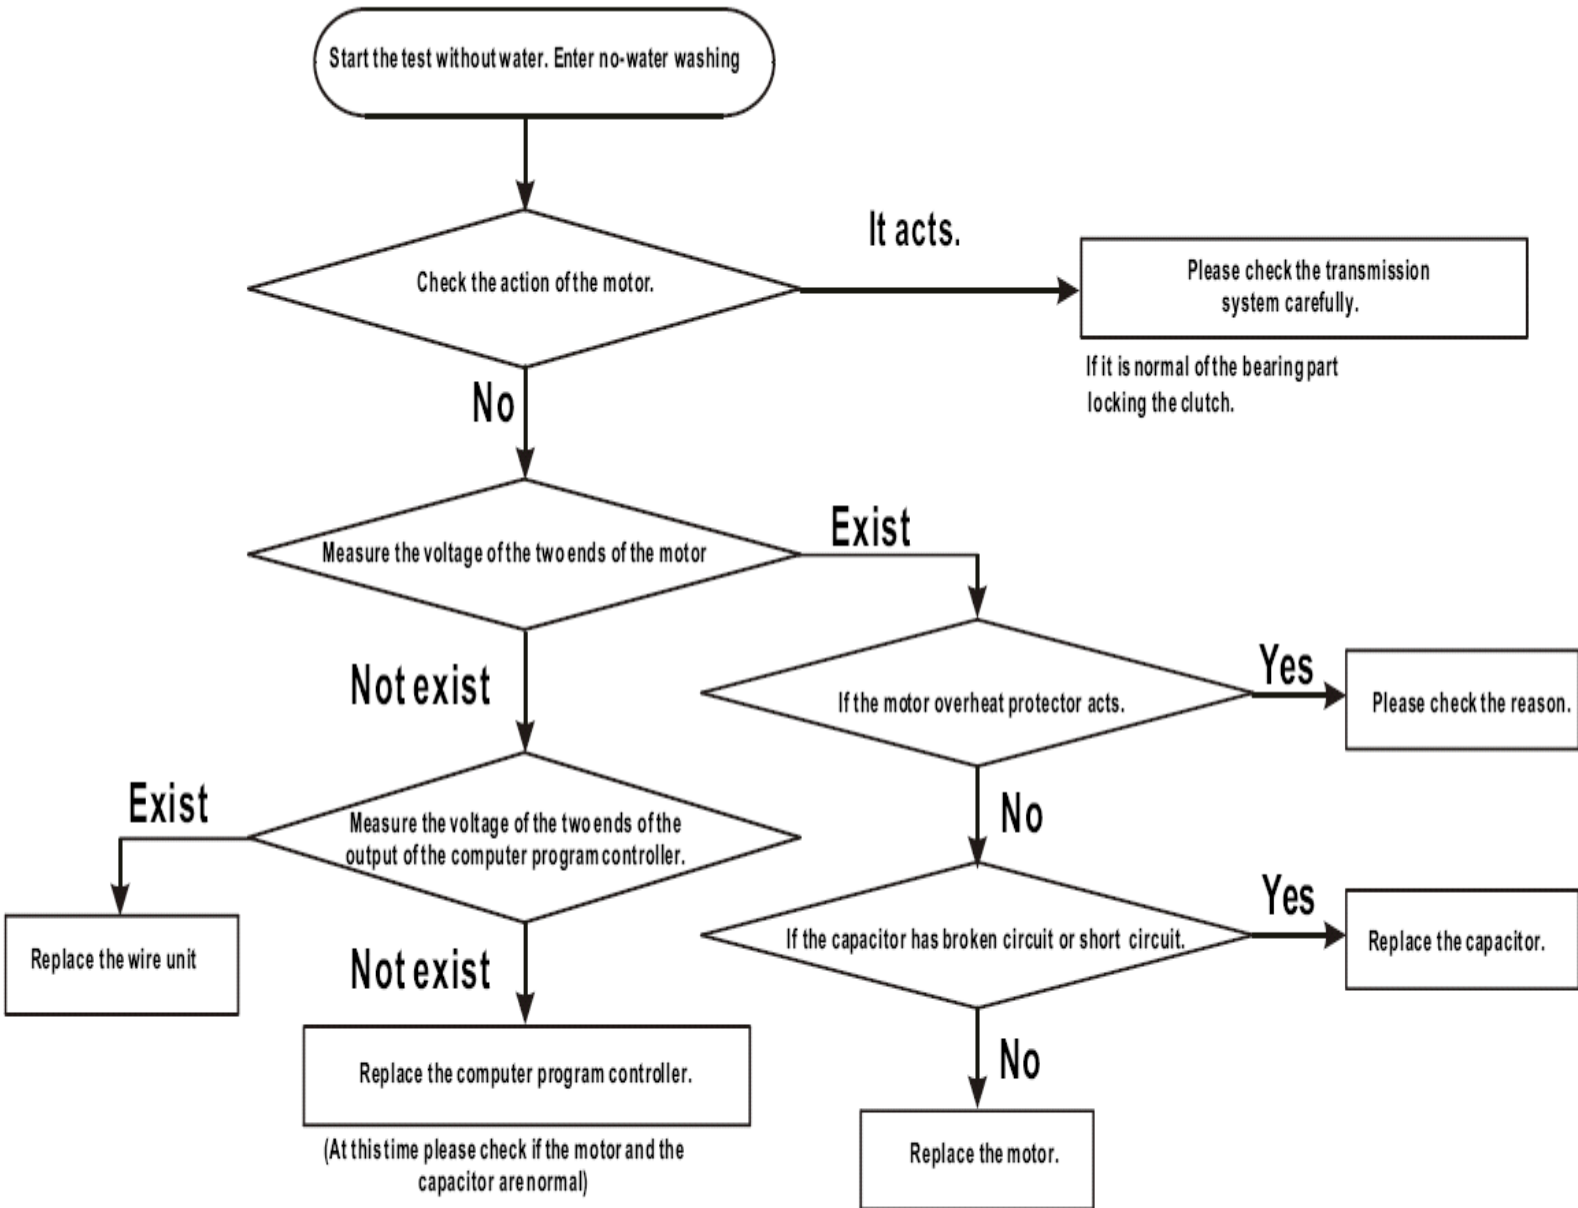 Start the test without water. Enter no-water washing
It acts.
Check the action of the motor.
Please check the transmission
system carefully.
If it is normal of the bearing part
locking the clutch.
No
Exist
Measure the voltage of the two ends of the motor
Not exist
Yes
If the motor overheat protector acts.
Please check the reason.
Exist
No
Measure the voltage of the two ends of the
output of the computer program controller.
Yes
If the capacitor has broken circuit or short circuit.
Replace the capacitor.
Replace the wire unit
Not exist
No
Replace the computer program controller.
(At this time please check if the motor and the
capacitor are normal)
Replace the motor.